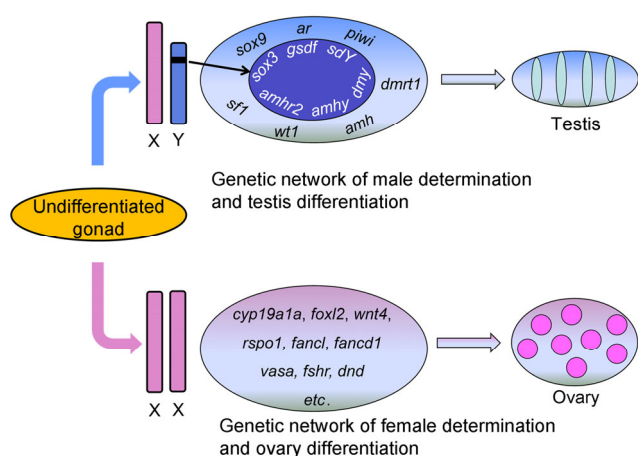 sox9 ar piwi
sox3 gsdf sdY
dmrt1
dmy
amhr2 amhy
sf1
wt1 amh
X Y
Testis
Genetic network of male determination
and testis differentiation
Undifferentiated
gonad
cyp19a1a, foxl2, wnt4,
rspo1, fancl, fancd1
vasa, fshr, dnd
etc.
X X
Ovary
Genetic network of female determination
and ovary differentiation